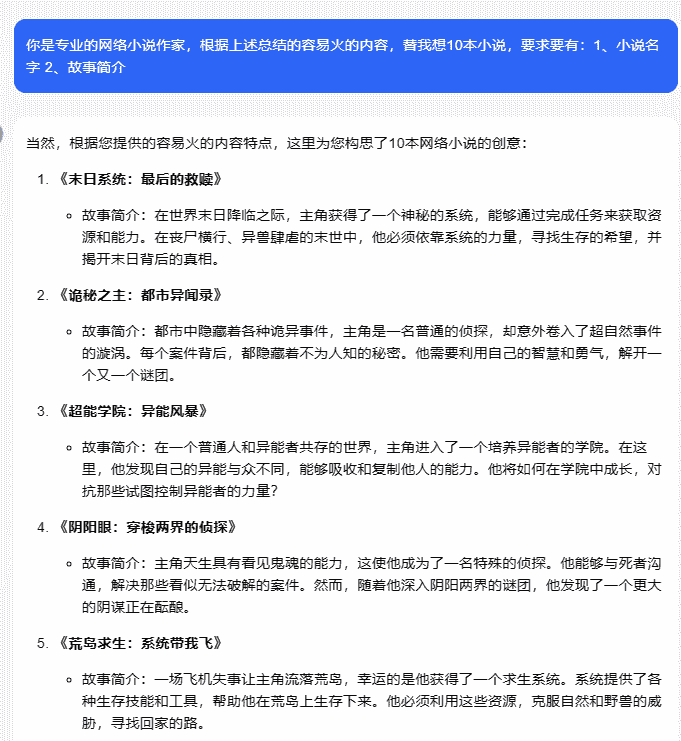 你是专业的网络小说作家，根据上述总结的容易火的内容，替我想10本小说，要求要有：1、小说名
字 2、故事简介
当然，根据您提供的容易火的内容特点，这里为您构思了10本网络小说的创意：
1. 《末日系统：最后的救赎》
故事简介：在世界末日降临之际，主角获得了一个神秘的系统，能够通过完成任务来获取资
源和能力。在丧尸横行、异兽肆虐的末世中，他必须依靠系统的力量，寻找生存的希望，并
揭开末日背后的真相。
2. 《诡秘之主：都市异闻录》
故事简介：都市中隐藏着各种诡异事件，主角是一名普通的侦探，却意外卷入了超自然事件
的漩涡。每个案件背后，都隐藏着不为人知的秘密。他需要利用自己的智慧和勇气，解开一
个又一个谜团。
3. 《超能学院：异能风暴》
故事简介：在一个普通人和异能者共存的世界，主角进入了一个培养异能者的学院。在这
里，他发现自己的异能与众不同，能够吸收和复制他人的能力。他将如何在学院中成长，对
抗那些试图控制异能者的力量？
4. 《阴阳眼：穿梭两界的侦探》
故事简介：主角天生具有看见鬼魂的能力，这使他成为了一名特殊的侦探。他能够与死者沟
通，解决那些看似无法破解的案件。然而，随着他深入阴阳两界的谜团，他发现了一个更大
的阴谋正在酝酿。
5. 《荒岛求生：系统带我飞》
故事简介：一场飞机失事让主角流落荒岛，幸运的是他获得了一个求生系统。系统提供了各
种生存技能和工具，帮助他在荒岛上生存下来。他必须利用这些资源，克服自然和野兽的威
胁，寻找回家的路。